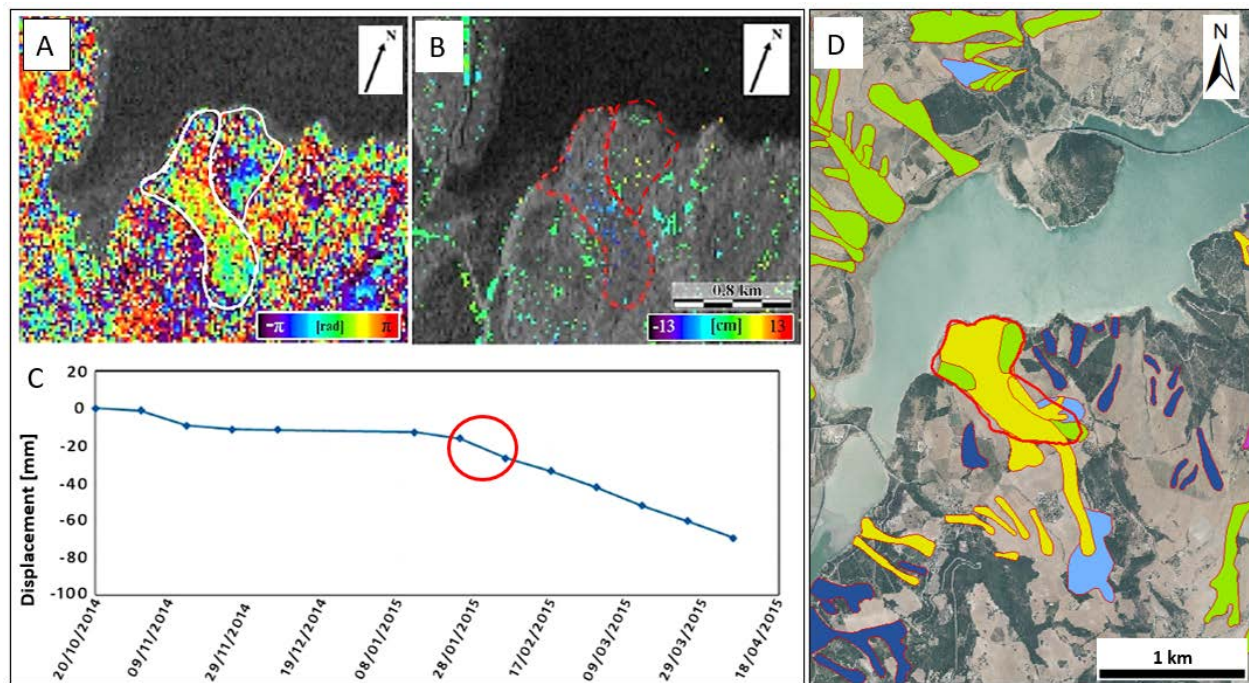 A
N
B
N
-π [rad] π
0.8 km
-13 [cm] 13
C
Displacement [mm]
20
0
-20
-40
-60
-80
-100
20/10/2014
09/11/2014
29/11/2014
19/12/2014
08/01/2015
28/01/2015
17/02/2015
09/03/2015
29/03/2015
18/04/2015
D
N
1 km